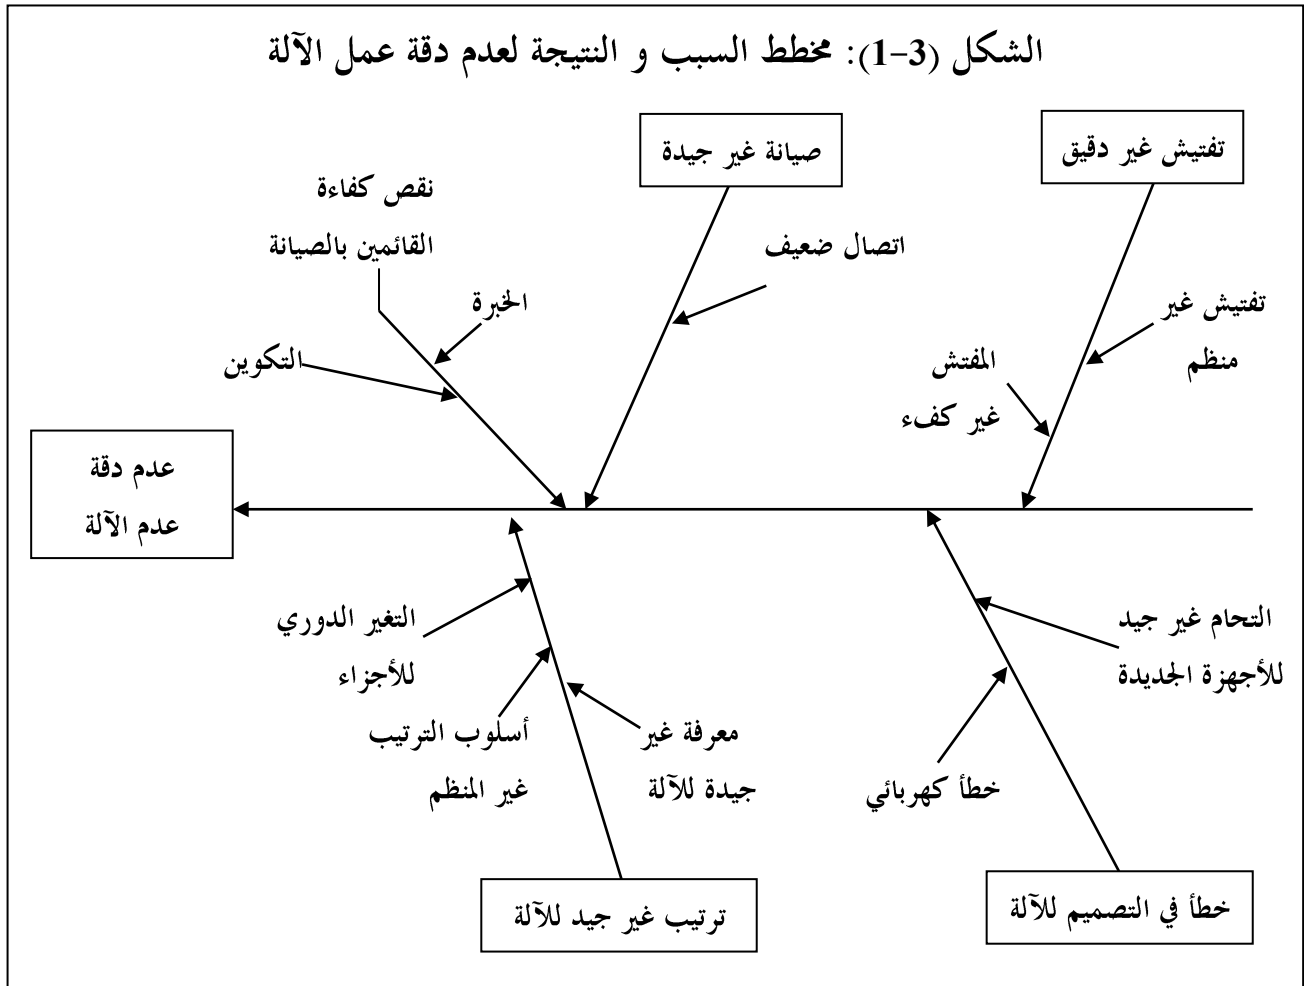 الشكل (3-1): مخطط السبب و النتيجة لعدم دقة عمل الآلة
تفتيش غير دقيق
صيانة غير جيدة
نقص كفاءة
القائمين بالصيانة
اتصال ضعيف
الخبرة
التكوين
تفتيش غير
منظم
المفتش
غير كفء
عدم دقة
عدم الآلة
التحام غير جيد
للأجهزة الجديدة
خطأ كهربائي
التغير الدوري
للأجزاء
أسلوب الترتيب
غير المنظم
معرفة غير
جيدة للآلة
خطأ في التصميم للآلة
ترتيب غير جيد للآلة